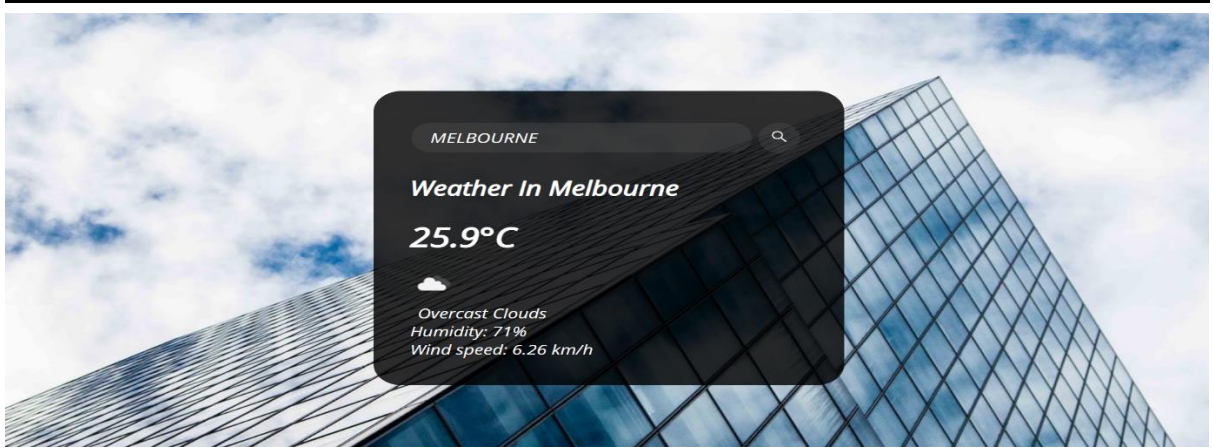 MELBOURNE
Weather In Melbourne
25.9°C
Overcast Clouds
Humidity: 71%
Wind speed: 6.26 km/h